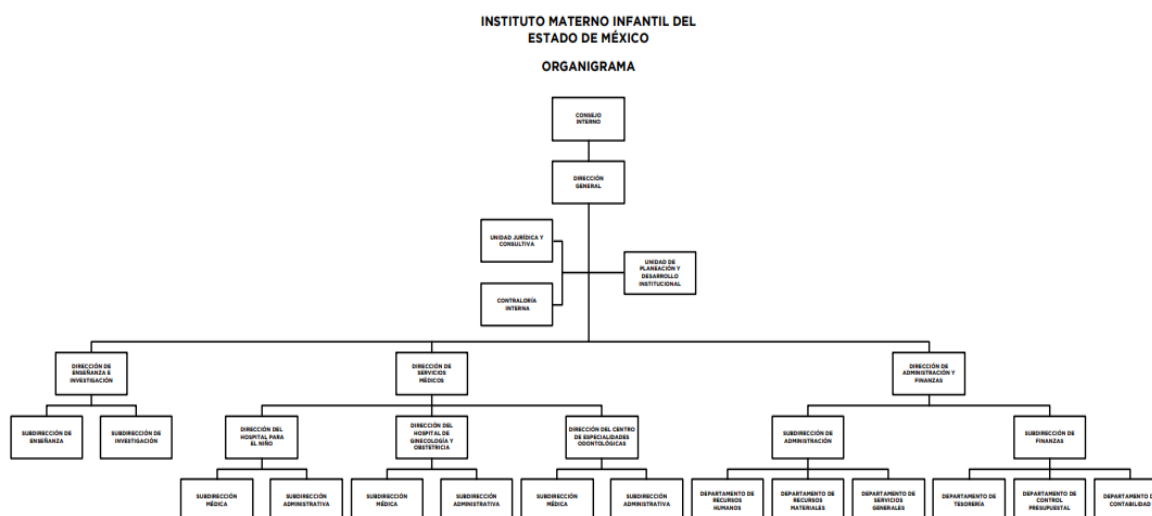 INSTITUTO MATERNO INFANTIL DEL
ESTADO DE MÉXICO
ORGANIGRAMA
CONSEJO
INTERNO
DIRECCIÓN
GENERAL
UNIDAD JURÍDICA Y
CONSULTIVA
UNIDAD DE
PLANEACIÓN Y
DESARROLLO
INSTITUCIONAL
CONTRALORÍA
INTERNA
DIRECCIÓN DE
ENSEÑANZA E
INVESTIGACIÓN
DIRECCIÓN DE
SERVICIOS
MÉDICOS
DIRECCIÓN DE
ADMINISTRACIÓN Y
FINANZAS
SUBDIRECCIÓN DE
ENSEÑANZA
SUBDIRECCIÓN DE
INVESTIGACIÓN
DIRECCIÓN DEL
HOSPITAL PARA
EL NIÑO
DIRECCIÓN DEL
HOSPITAL DE
GINECOLOGÍA Y
OBSTETRICIA
DIRECCIÓN DEL CENTRO
DE ESPECIALIDADES
ODONTOLÓGICAS
SUBDIRECCIÓN DE
ADMINISTRACIÓN
SUBDIRECCIÓN DE
FINANZAS
SUBDIRECCIÓN
MÉDICA
SUBDIRECCIÓN
ADMINISTRATIVA
SUBDIRECCIÓN
MÉDICA
SUBDIRECCIÓN
ADMINISTRATIVA
SUBDIRECCIÓN
MÉDICA
SUBDIRECCIÓN
ADMINISTRATIVA
DEPARTAMENTO DE
RECURSOS
HUMANOS
DEPARTAMENTO DE
RECURSOS
MATERIALES
DEPARTAMENTO DE
SERVICIOS
GENERALES
DEPARTAMENTO DE
TESORERÍA
DEPARTAMENTO DE
CONTROL
PRESUPUESTAL
DEPARTAMENTO D
CONTABILIDAD